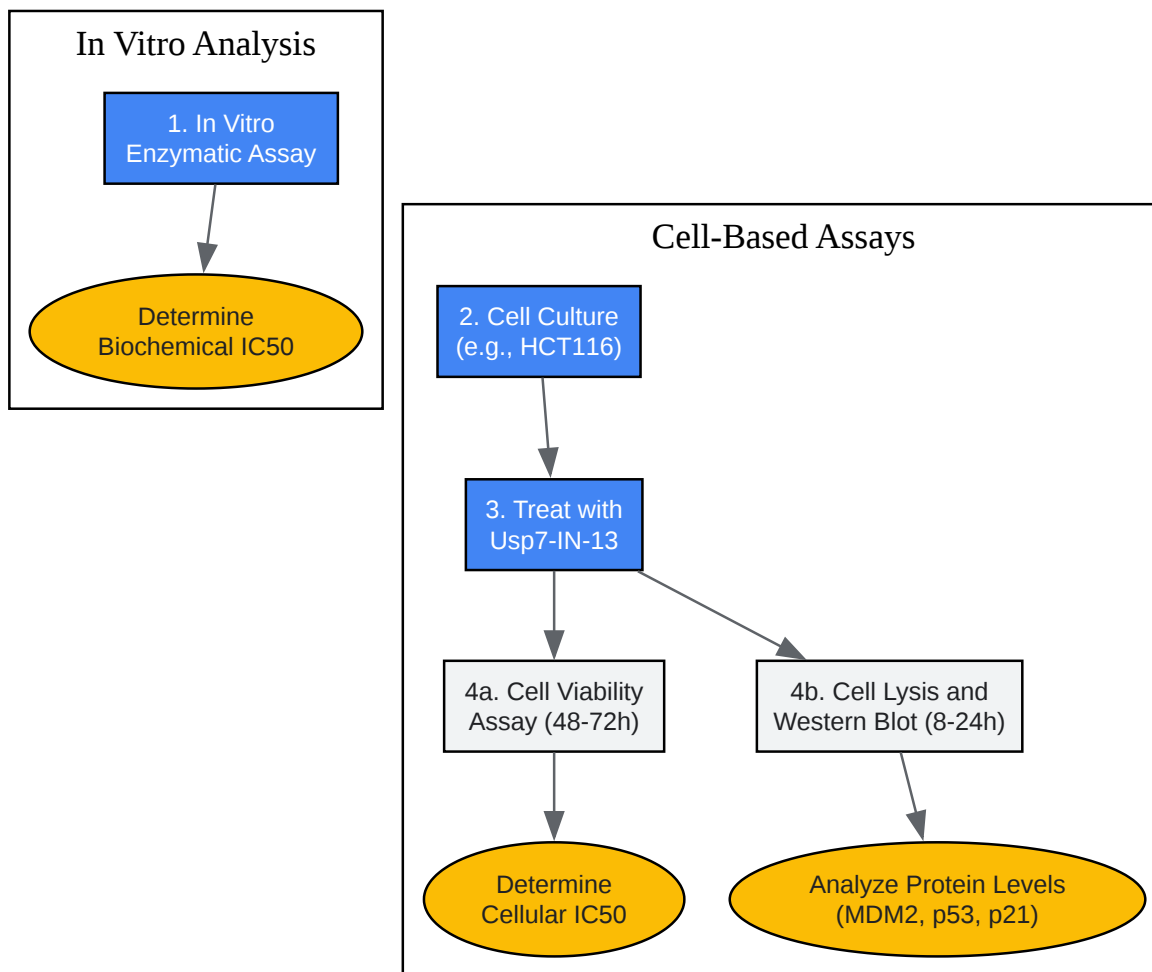 In Vitro Analysis
1. In Vitro
Enzymatic Assay
Determine
Biochemical IC50
Cell-Based Assays
2. Cell Culture
(e.g., HCT116)
3. Treat with
Usp7-IN-13
4a. Cell Viability
Assay (48-72h)
4b. Cell Lysis and
Western Blot (8-24h)
Determine
Cellular IC50
Analyze Protein Levels
(MDM2, p53, p21)